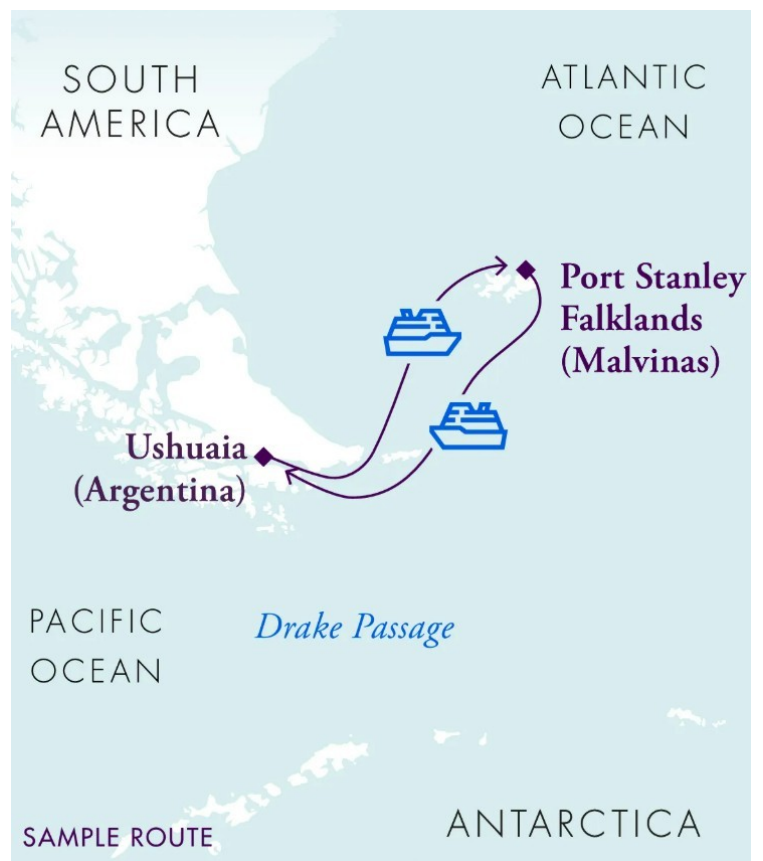 SOUTH
AMERICA
ATLANTIC
OCEAN
Port Stanley
Falklands
(Malvinas)
Ushuaia
(Argentina)
PACIFIC
OCEAN
Drake Passage
ANTARCTICA
SAMPLE ROUTE